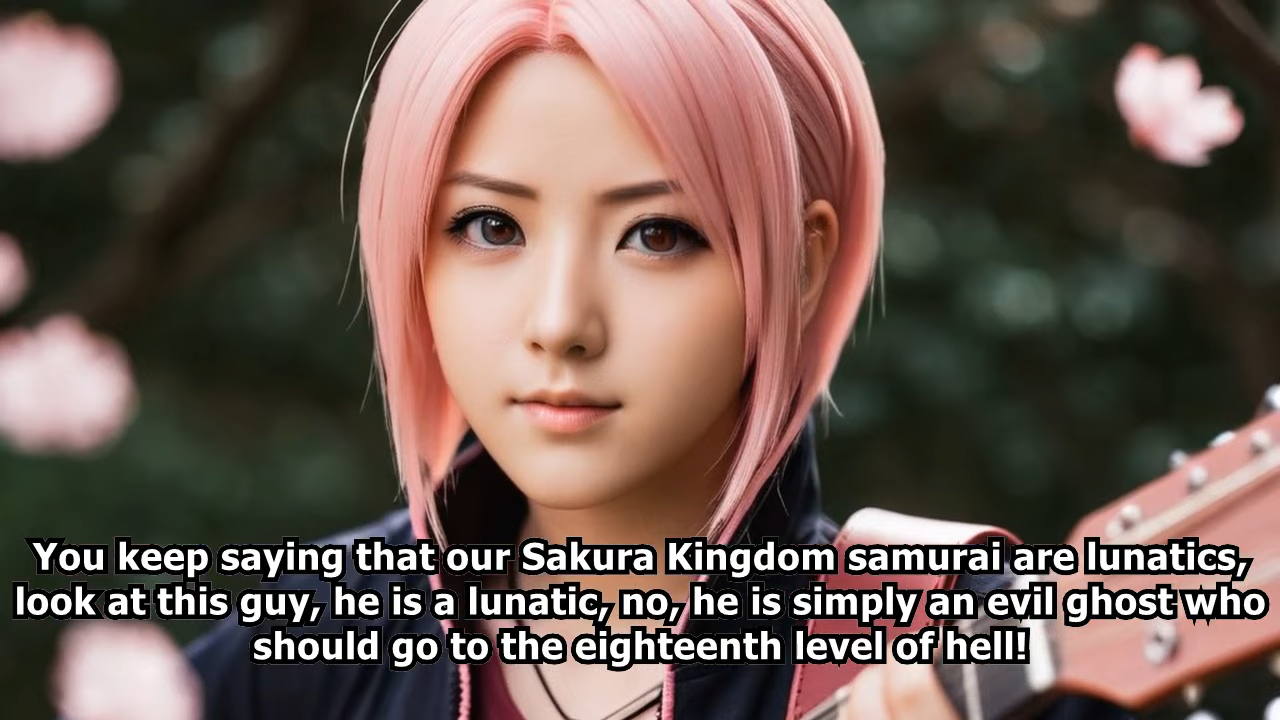 You keep saying that our Sakura Kingdom samurai are lunatics,
look at this guy, he is a lunatic, no, he is simply an evil ghost who
should go to the eighteenth level of hell!